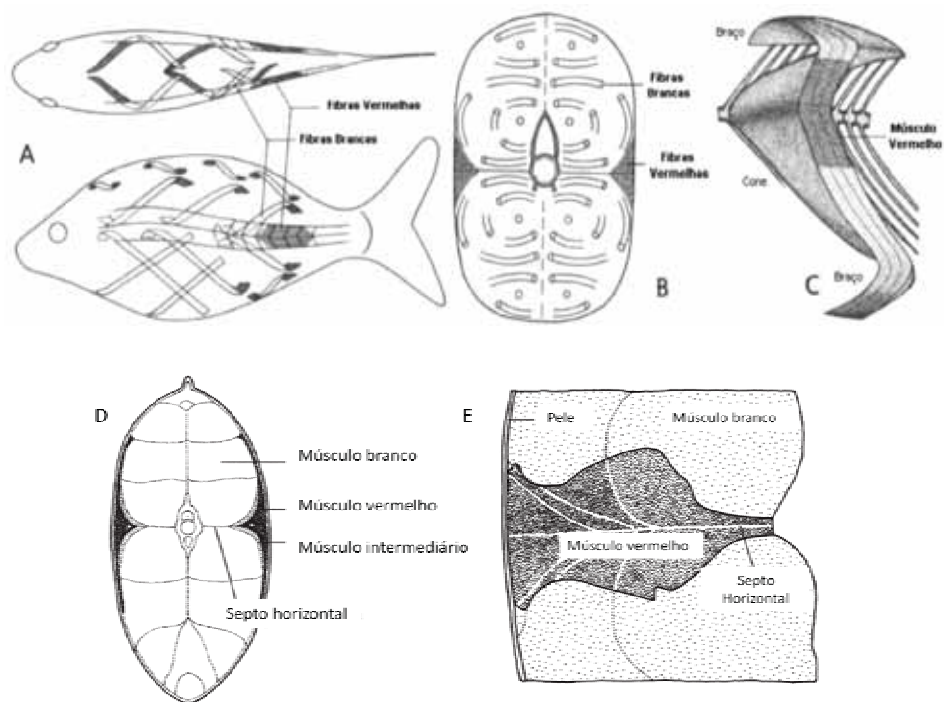 Fibras Vermelhas
Fibras Brancas
A
Fibras
Brancas
Fibras
Vermelhas
B
Braço
Músculo
Vermelho
Cone
Braço
C
D
Músculo branco
Músculo vermelho
Músculo intermediário
Septo horizontal
E
Pele
Músculo branco
Músculo vermelho
Septo
Horizontal